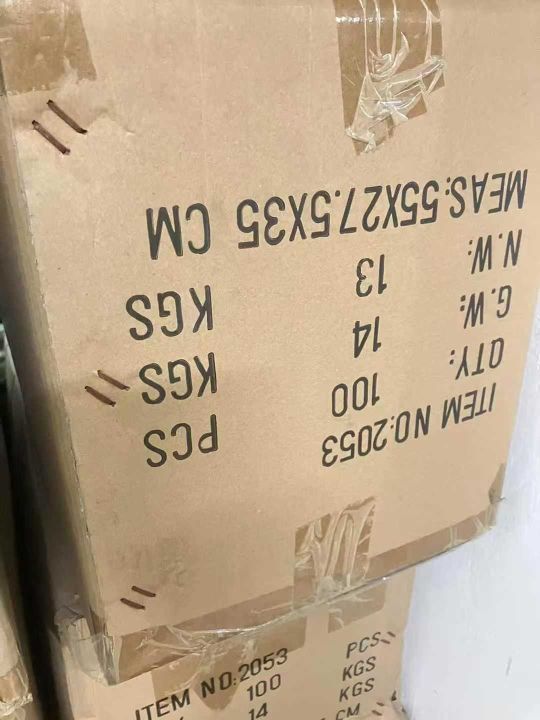 ITEM NO:2053
QTY: 100 PCS
G.W: 14 KGS
N.W: 13 KGS
MEAS:55X27.5X35 CM
ITEM NO:2053
100 PCS
14 KGS
KGS
CM